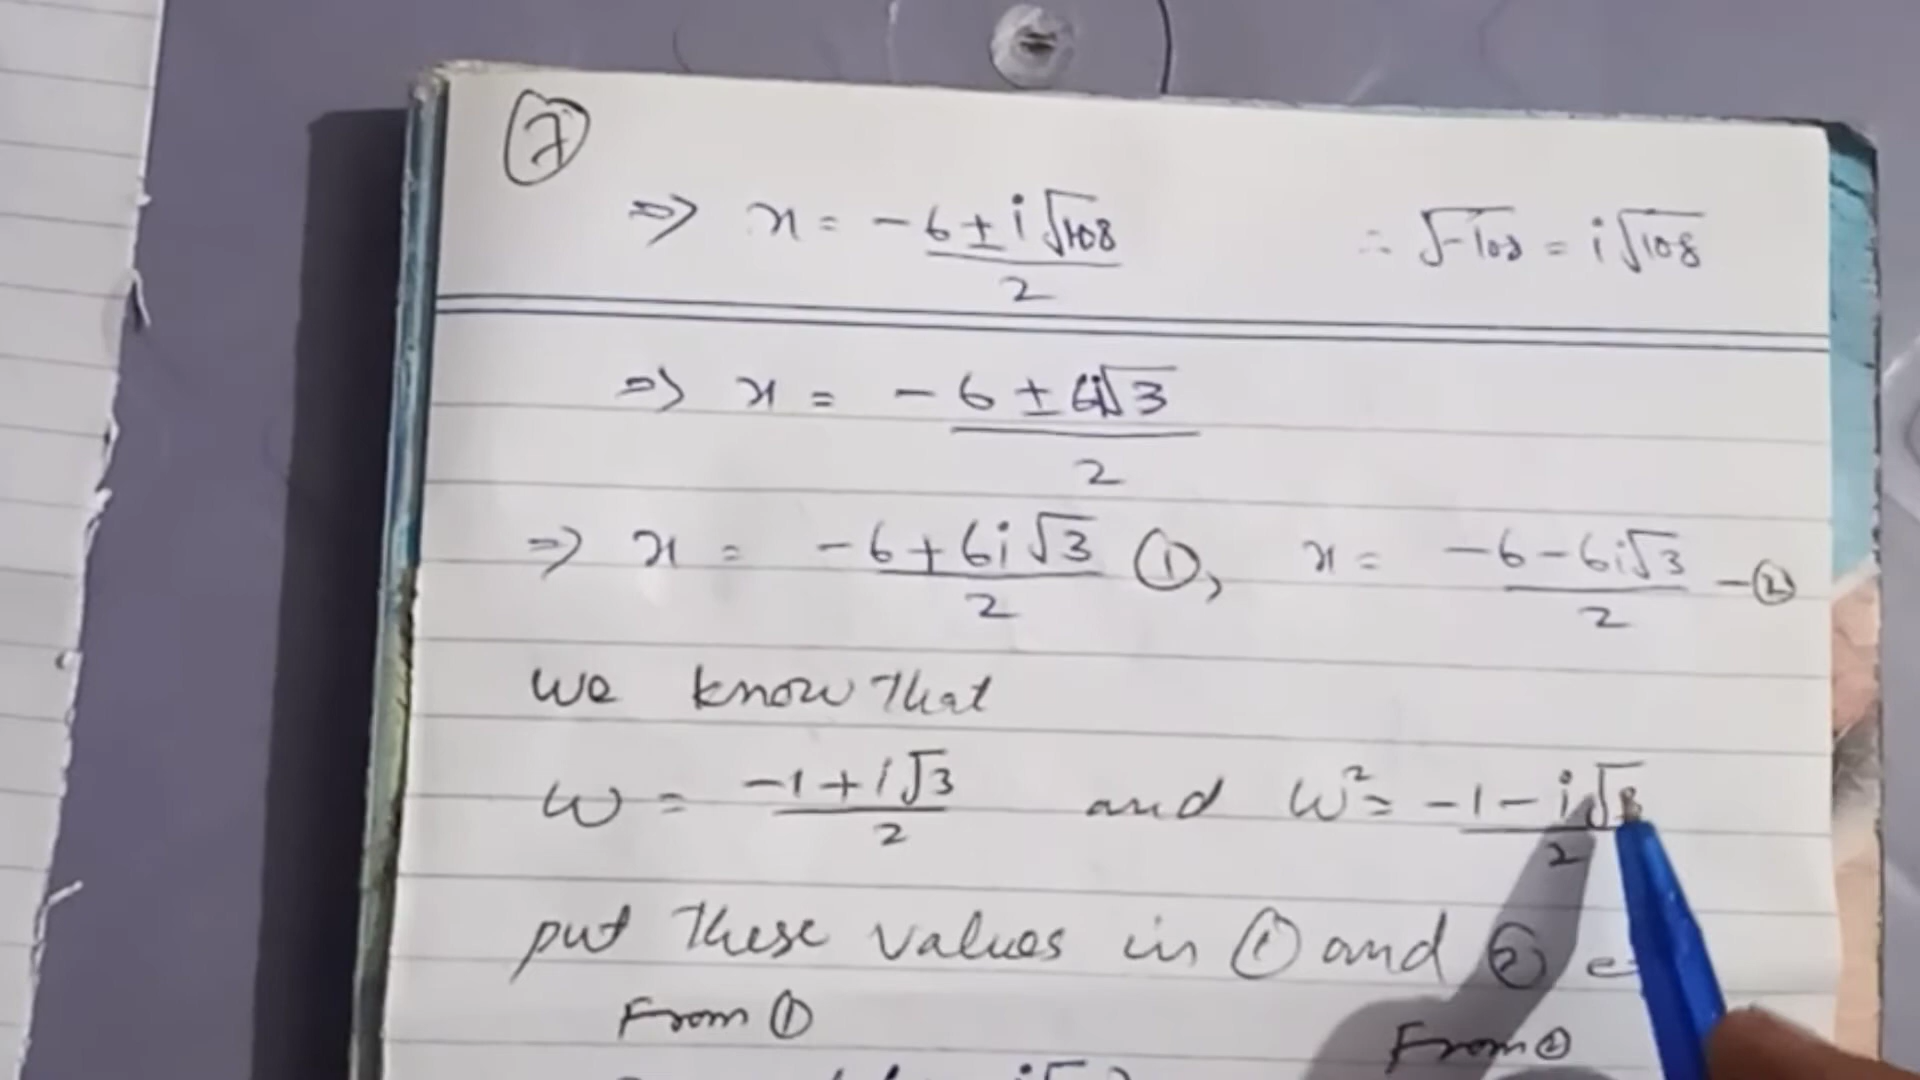 7
⇒ x = -6 ± i√108 / 2 ∴ √-108 = i√108
⇒ x = -6 ± 6i√3 / 2
⇒ x = -6 + 6i√3 / 2 ①, x = -6 - 6i√3 / 2 - ②
we know that
ω = -1 + i√3 / 2 and ω² = -1 - i√3 / 2
put these values in ① and ②
From ① From ②